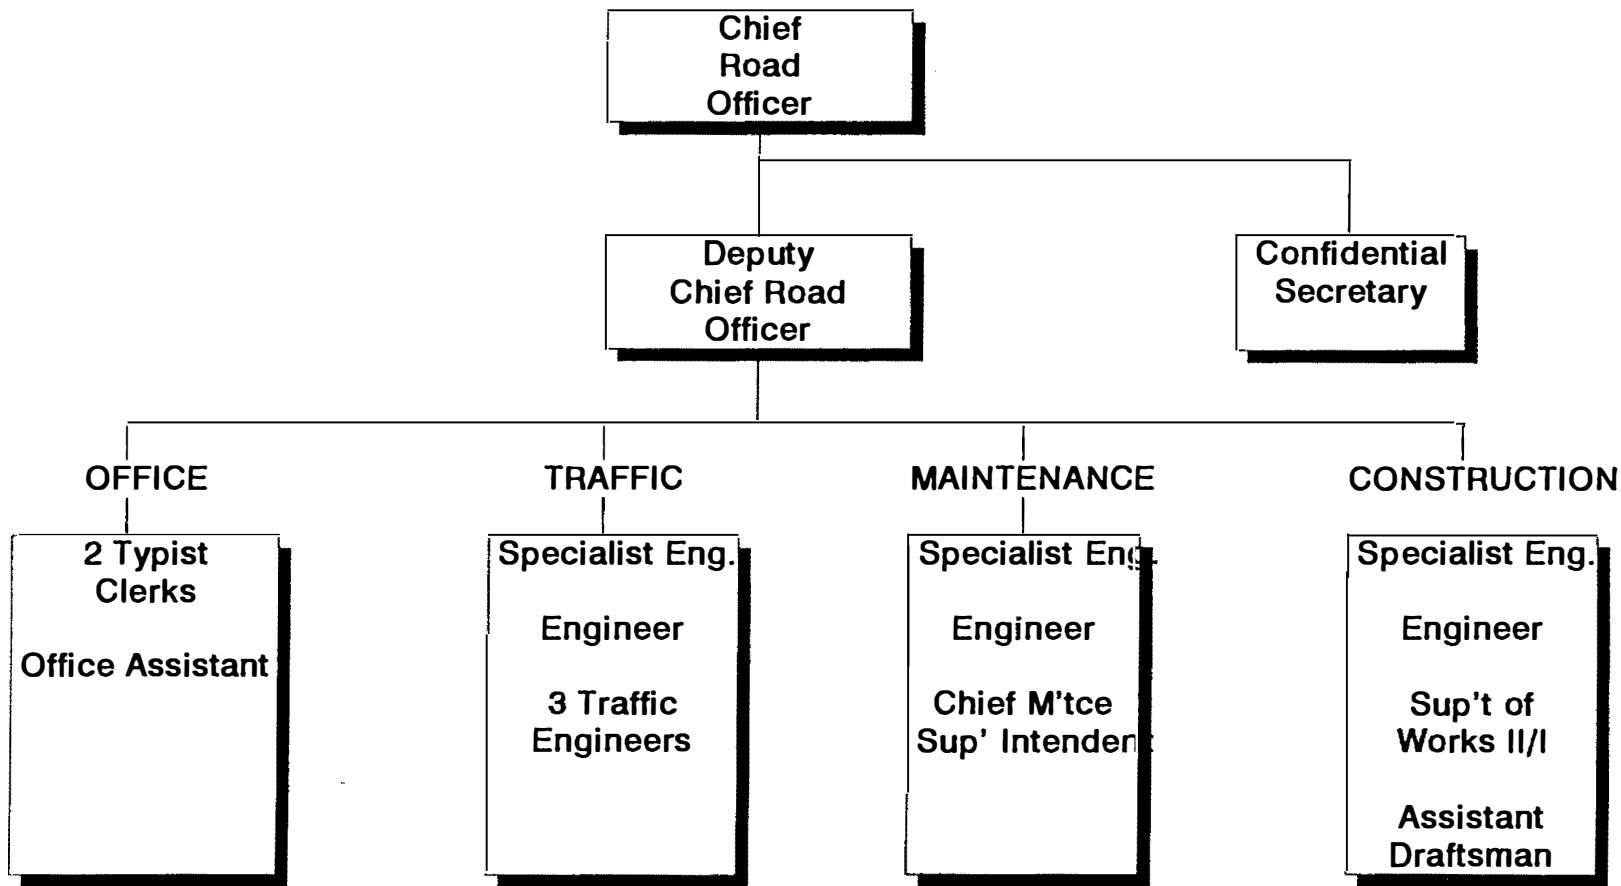 Chief
Road
Officer
Deputy
Chief Road
Officer
Confidential
Secretary
OFFICE
TRAFFIC
MAINTENANCE
CONSTRUCTION
2 Typist
Clerks
Office Assistant
Specialist Eng.
Engineer
3 Traffic
Engineers
Specialist Eng.
Engineer
Chief M'tce
Sup' Intendent
Specialist Eng.
Engineer
Sup't of
Works II/I
Assistant
Draftsman